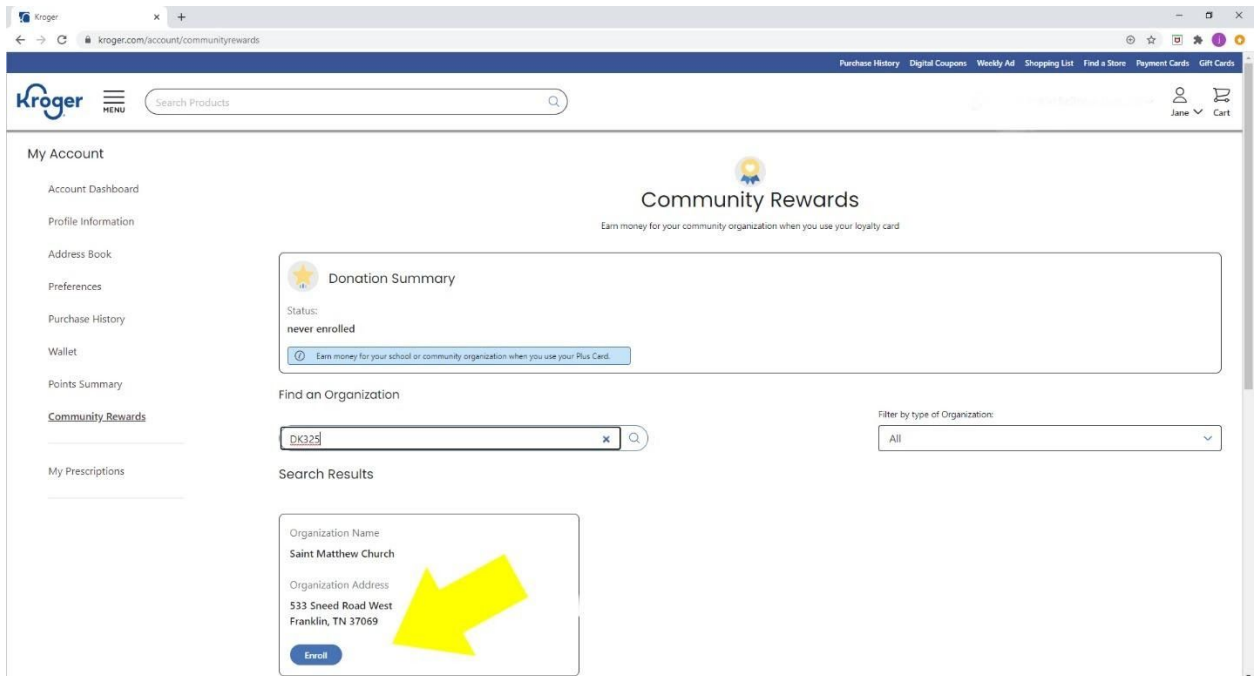 Kroger
kroger.com/account/communityrewards
Purchase History Digital Coupons Weekly Ad Shopping List Find a Store Payment Cards Gift Cards
Kroger
MENU
Search Products
Jane
Cart
My Account
Account Dashboard
Profile Information
Address Book
Preferences
Purchase History
Wallet
Points Summary
Community Rewards
My Prescriptions
Community Rewards
Earn money for your community organization when you use your loyalty card
Donation Summary
Status:
never enrolled
Earn money for your school or community organization when you use your Plus Card.
Find an Organization
DK325
Filter by type of Organization:
All
Search Results
Organization Name
Saint Matthew Church
Organization Address
533 Sneed Road West
Franklin, TN 37069
Enroll